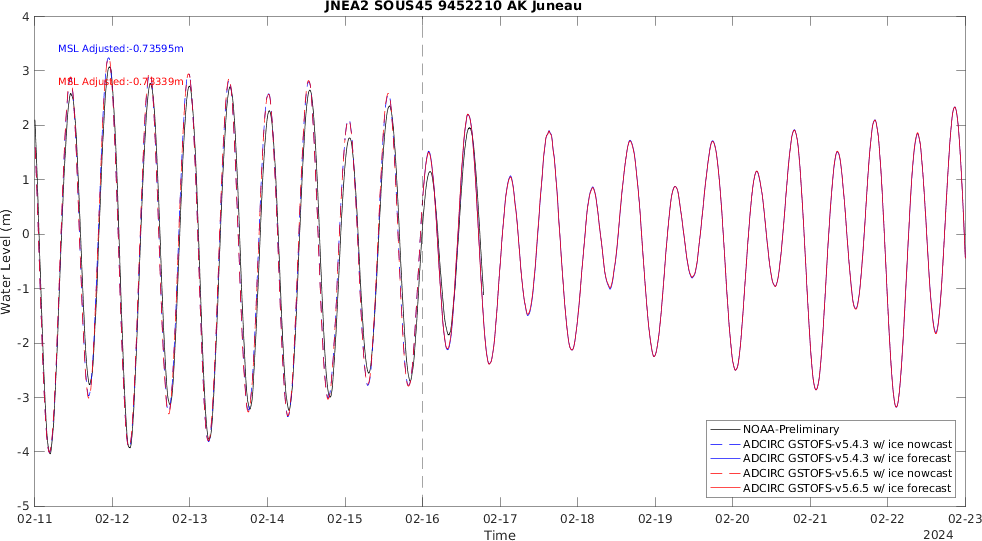 JNEA2 SOUS45 9452210 AK Juneau
4
3
2
1
0
-1
-2
-3
-4
-5
Water Level (m)
MSL Adjusted:-0.73595m
MSL Adjusted:-0.73339m
NOAA-Preliminary
ADCIRC GSTOFS-v5.4.3 w/ ice nowcast
ADCIRC GSTOFS-v5.4.3 w/ ice forecast
ADCIRC GSTOFS-v5.6.5 w/ ice nowcast
ADCIRC GSTOFS-v5.6.5 w/ ice forecast
02-11 02-12 02-13 02-14 02-15 02-16 02-17 02-18 02-19 02-20 02-21 02-22 02-23
Time
2024